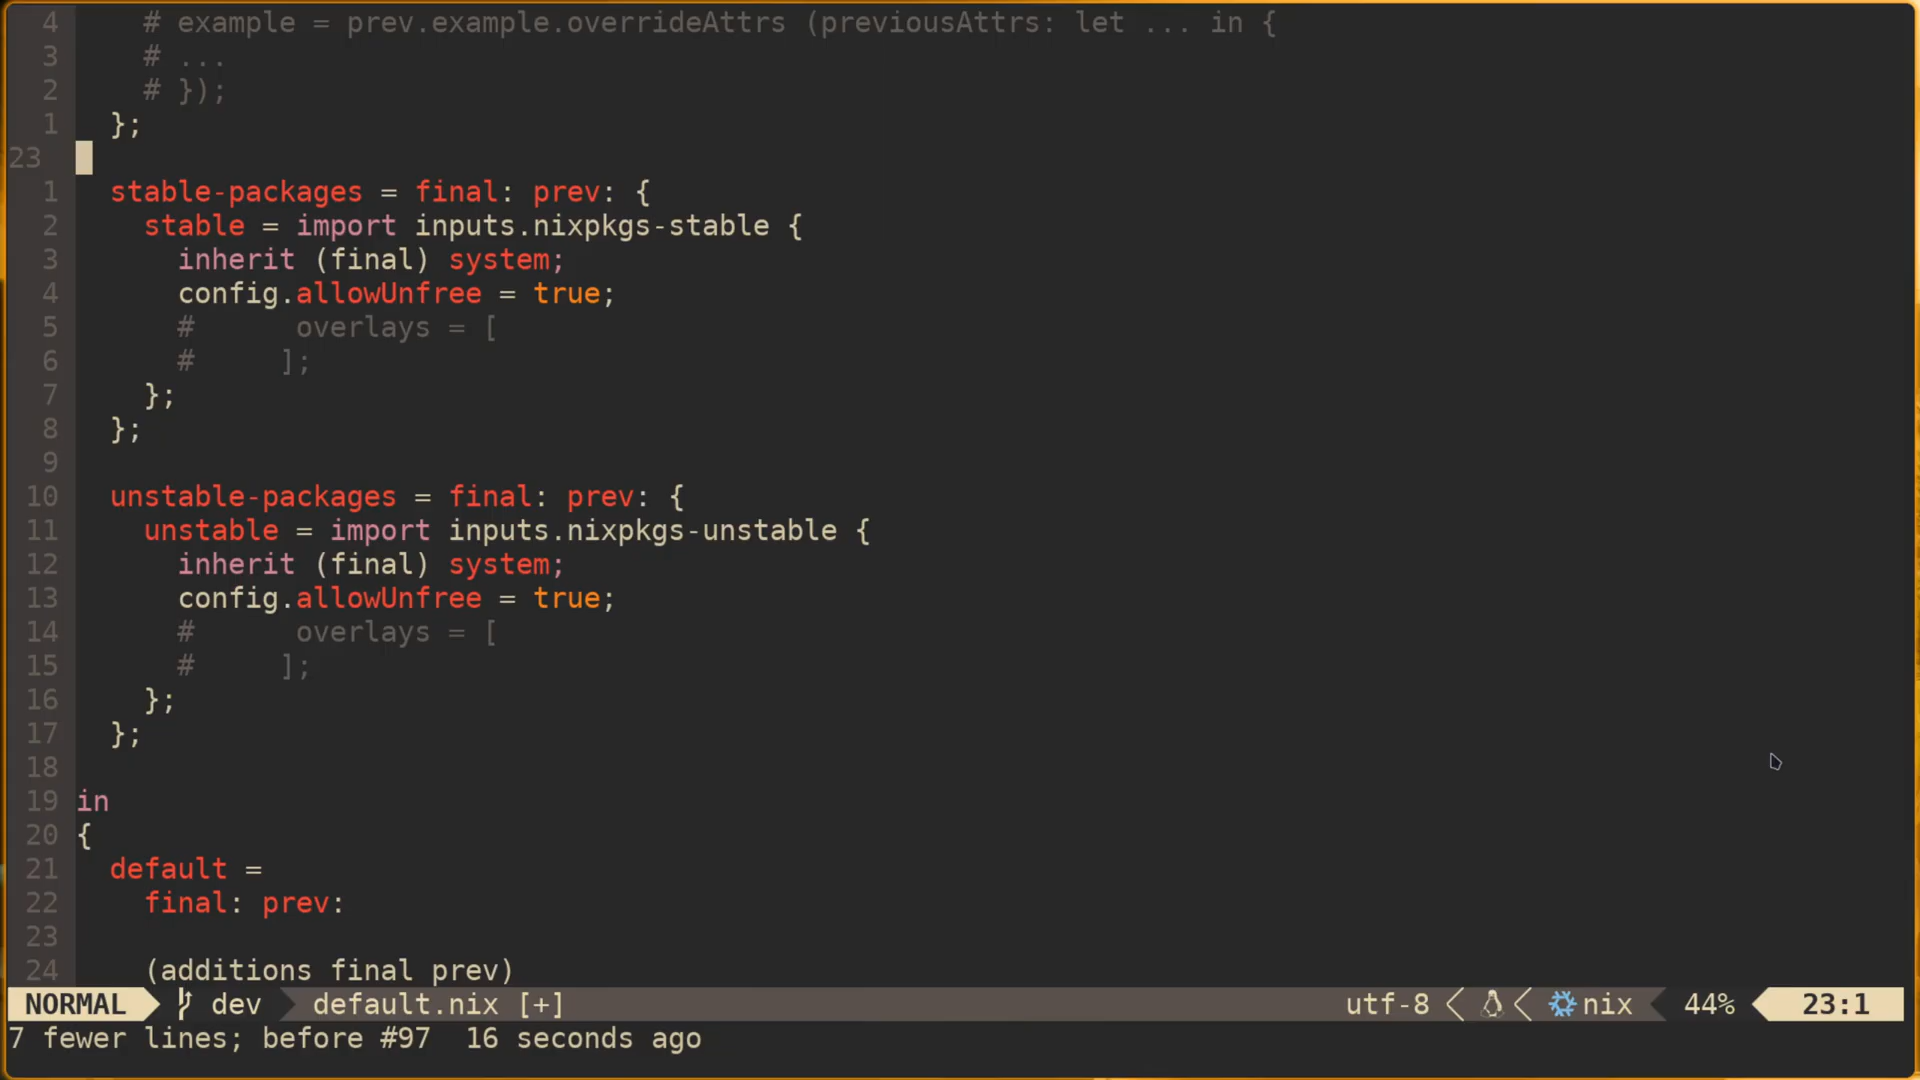 4     # example = prev.example.overrideAttrs (previousAttrs: let ... in {
3     # ...
2     # });
1   };
23
1   stable-packages = final: prev: {
2     stable = import inputs.nixpkgs-stable {
3       inherit (final) system;
4       config.allowUnfree = true;
5       #      overlays = [
6       #     ];
7     };
8   };
9
10   unstable-packages = final: prev: {
11     unstable = import inputs.nixpkgs-unstable {
12       inherit (final) system;
13       config.allowUnfree = true;
14       #      overlays = [
15       #     ];
16     };
17   };
18
19 in
20 {
21   default =
22     final: prev:
23
24     (additions final prev)
NORMAL dev default.nix [+] utf-8 nix 44% 23:1
7 fewer lines; before #97  16 seconds ago